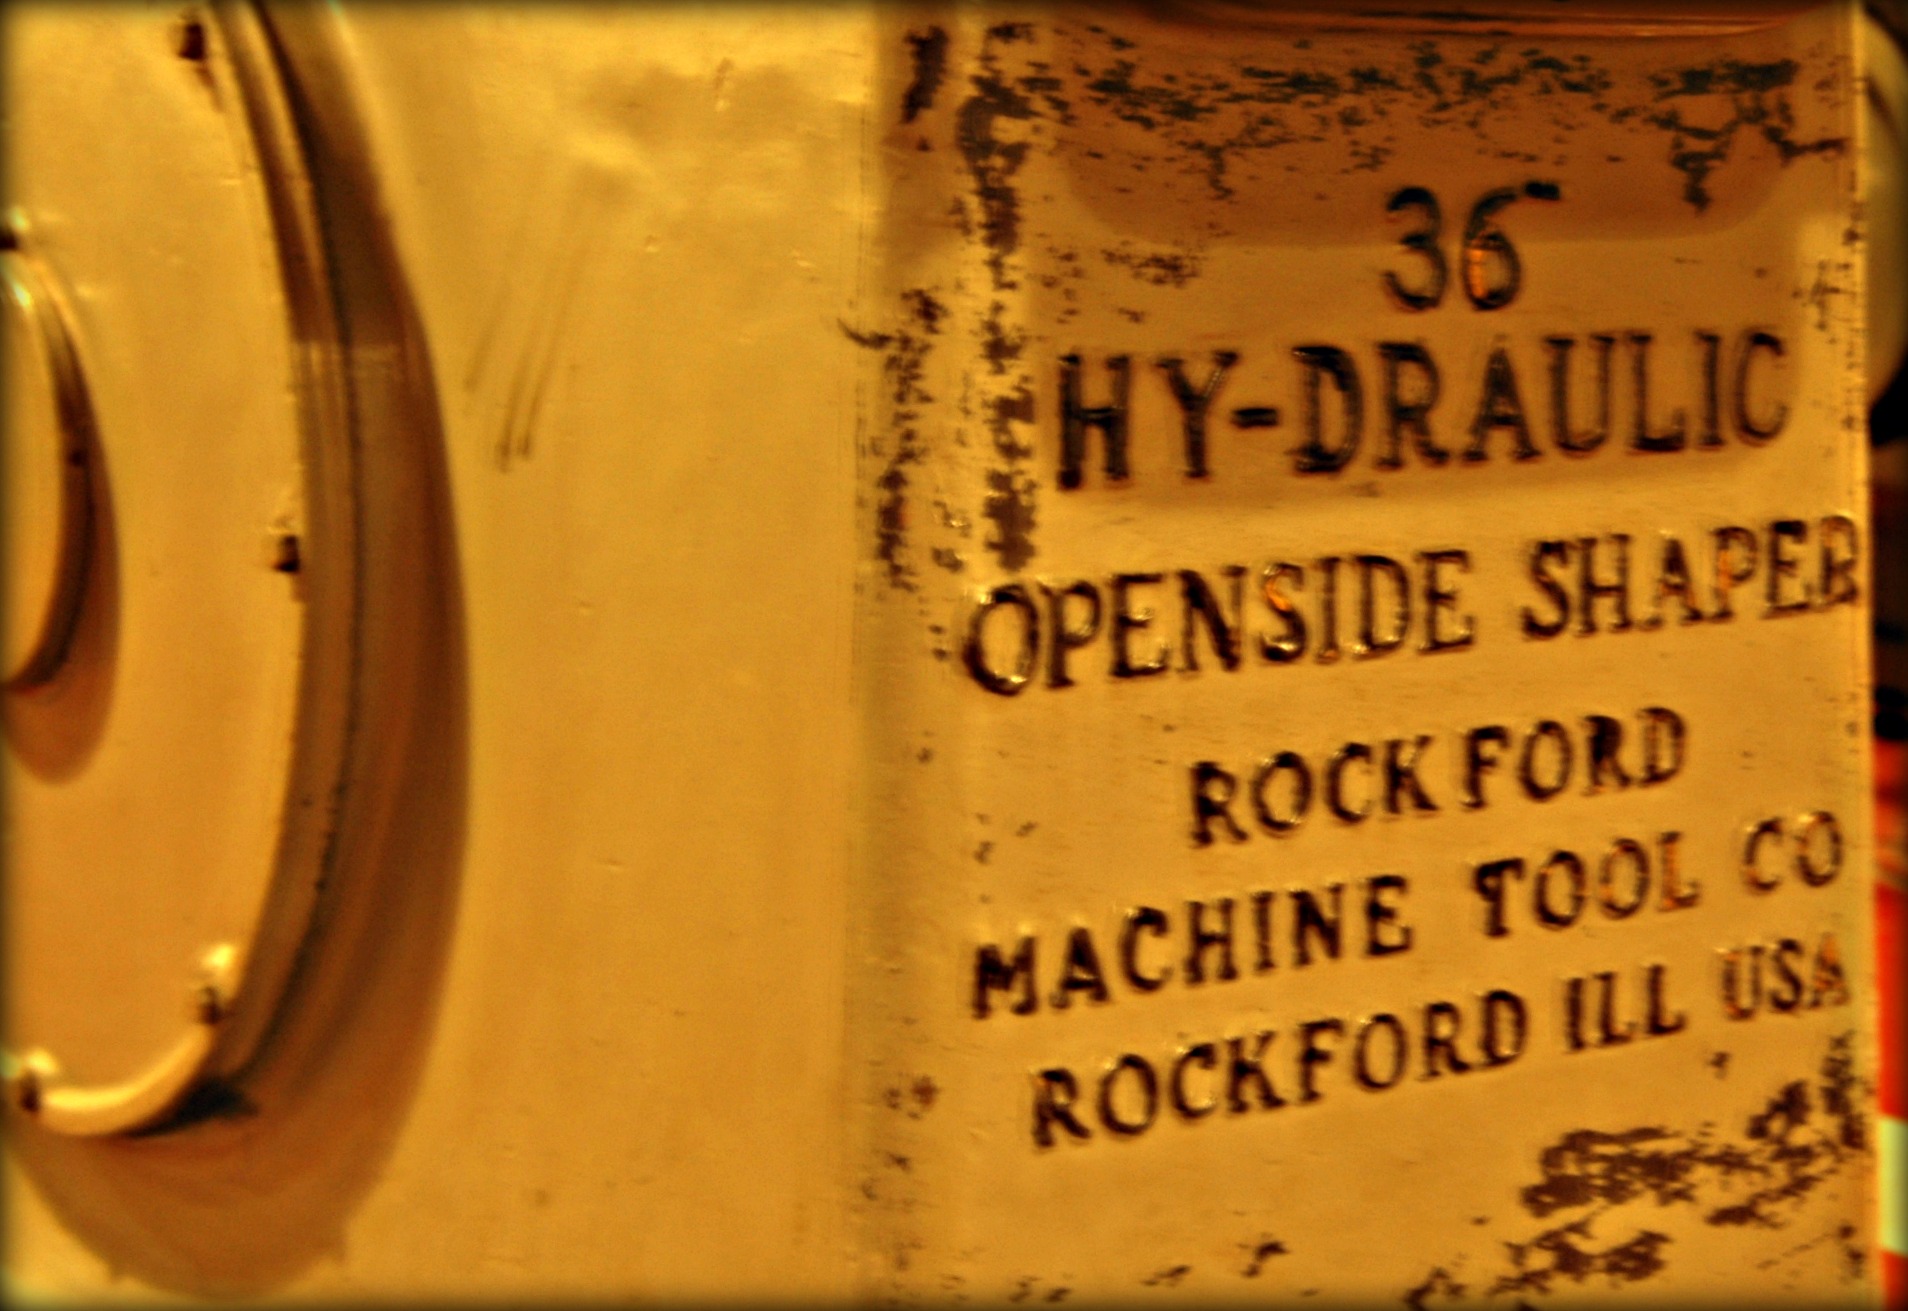 36"
HY-DRAULIC
OPENSIDE SHAPER
ROCKFORD
MACHINE TOOL CO
ROCKFORD ILL USA